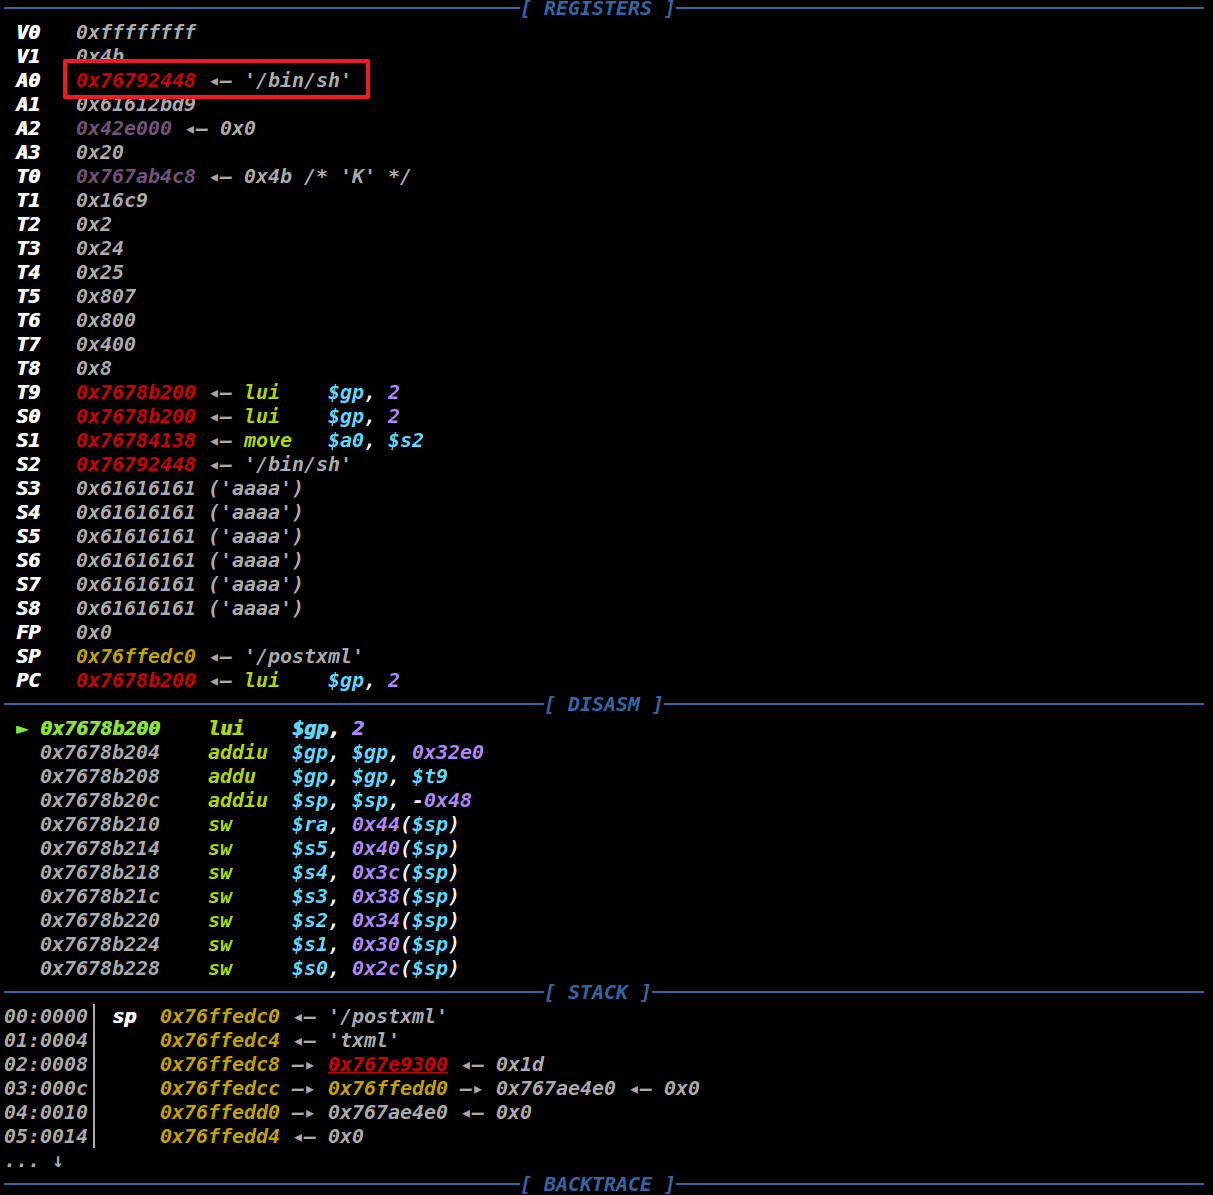 [ REGISTERS ]
V0 0xffffffff
V1 0x4b
A0 0x76792448 ◂— '/bin/sh'
A1 0x61612bd9
A2 0x42e000 ◂— 0x0
A3 0x20
T0 0x767ab4c8 ◂— 0x4b /* 'K' */
T1 0x16c9
T2 0x2
T3 0x24
T4 0x25
T5 0x807
T6 0x800
T7 0x400
T8 0x8
T9 0x7678b200 ◂— lui $gp, 2
S0 0x7678b200 ◂— lui $gp, 2
S1 0x76784138 ◂— move $a0, $s2
S2 0x76792448 ◂— '/bin/sh'
S3 0x61616161 ('aaaa')
S4 0x61616161 ('aaaa')
S5 0x61616161 ('aaaa')
S6 0x61616161 ('aaaa')
S7 0x61616161 ('aaaa')
S8 0x61616161 ('aaaa')
FP 0x0
SP 0x76ffedc0 ◂— '/postxml'
PC 0x7678b200 ◂— lui $gp, 2
[ DISASM ]
► 0x7678b200 lui $gp, 2
0x7678b204 addiu $gp, $gp, 0x32e0
0x7678b208 addu $gp, $gp, $t9
0x7678b20c addiu $sp, $sp, -0x48
0x7678b210 sw $ra, 0x44($sp)
0x7678b214 sw $s5, 0x40($sp)
0x7678b218 sw $s4, 0x3c($sp)
0x7678b21c sw $s3, 0x38($sp)
0x7678b220 sw $s2, 0x34($sp)
0x7678b224 sw $s1, 0x30($sp)
0x7678b228 sw $s0, 0x2c($sp)
[ STACK ]
00:0000│ sp 0x76ffedc0 ◂— '/postxml'
01:0004│ 0x76ffedc4 ◂— 'txml'
02:0008│ 0x76ffedc8 —▸ 0x767e9300 ◂— 0x1d
03:000c│ 0x76ffedcc —▸ 0x76ffedd0 —▸ 0x767ae4e0 ◂— 0x0
04:0010│ 0x76ffedd0 —▸ 0x767ae4e0 ◂— 0x0
05:0014│ 0x76ffedd4 ◂— 0x0
... ↓
[ BACKTRACE ]